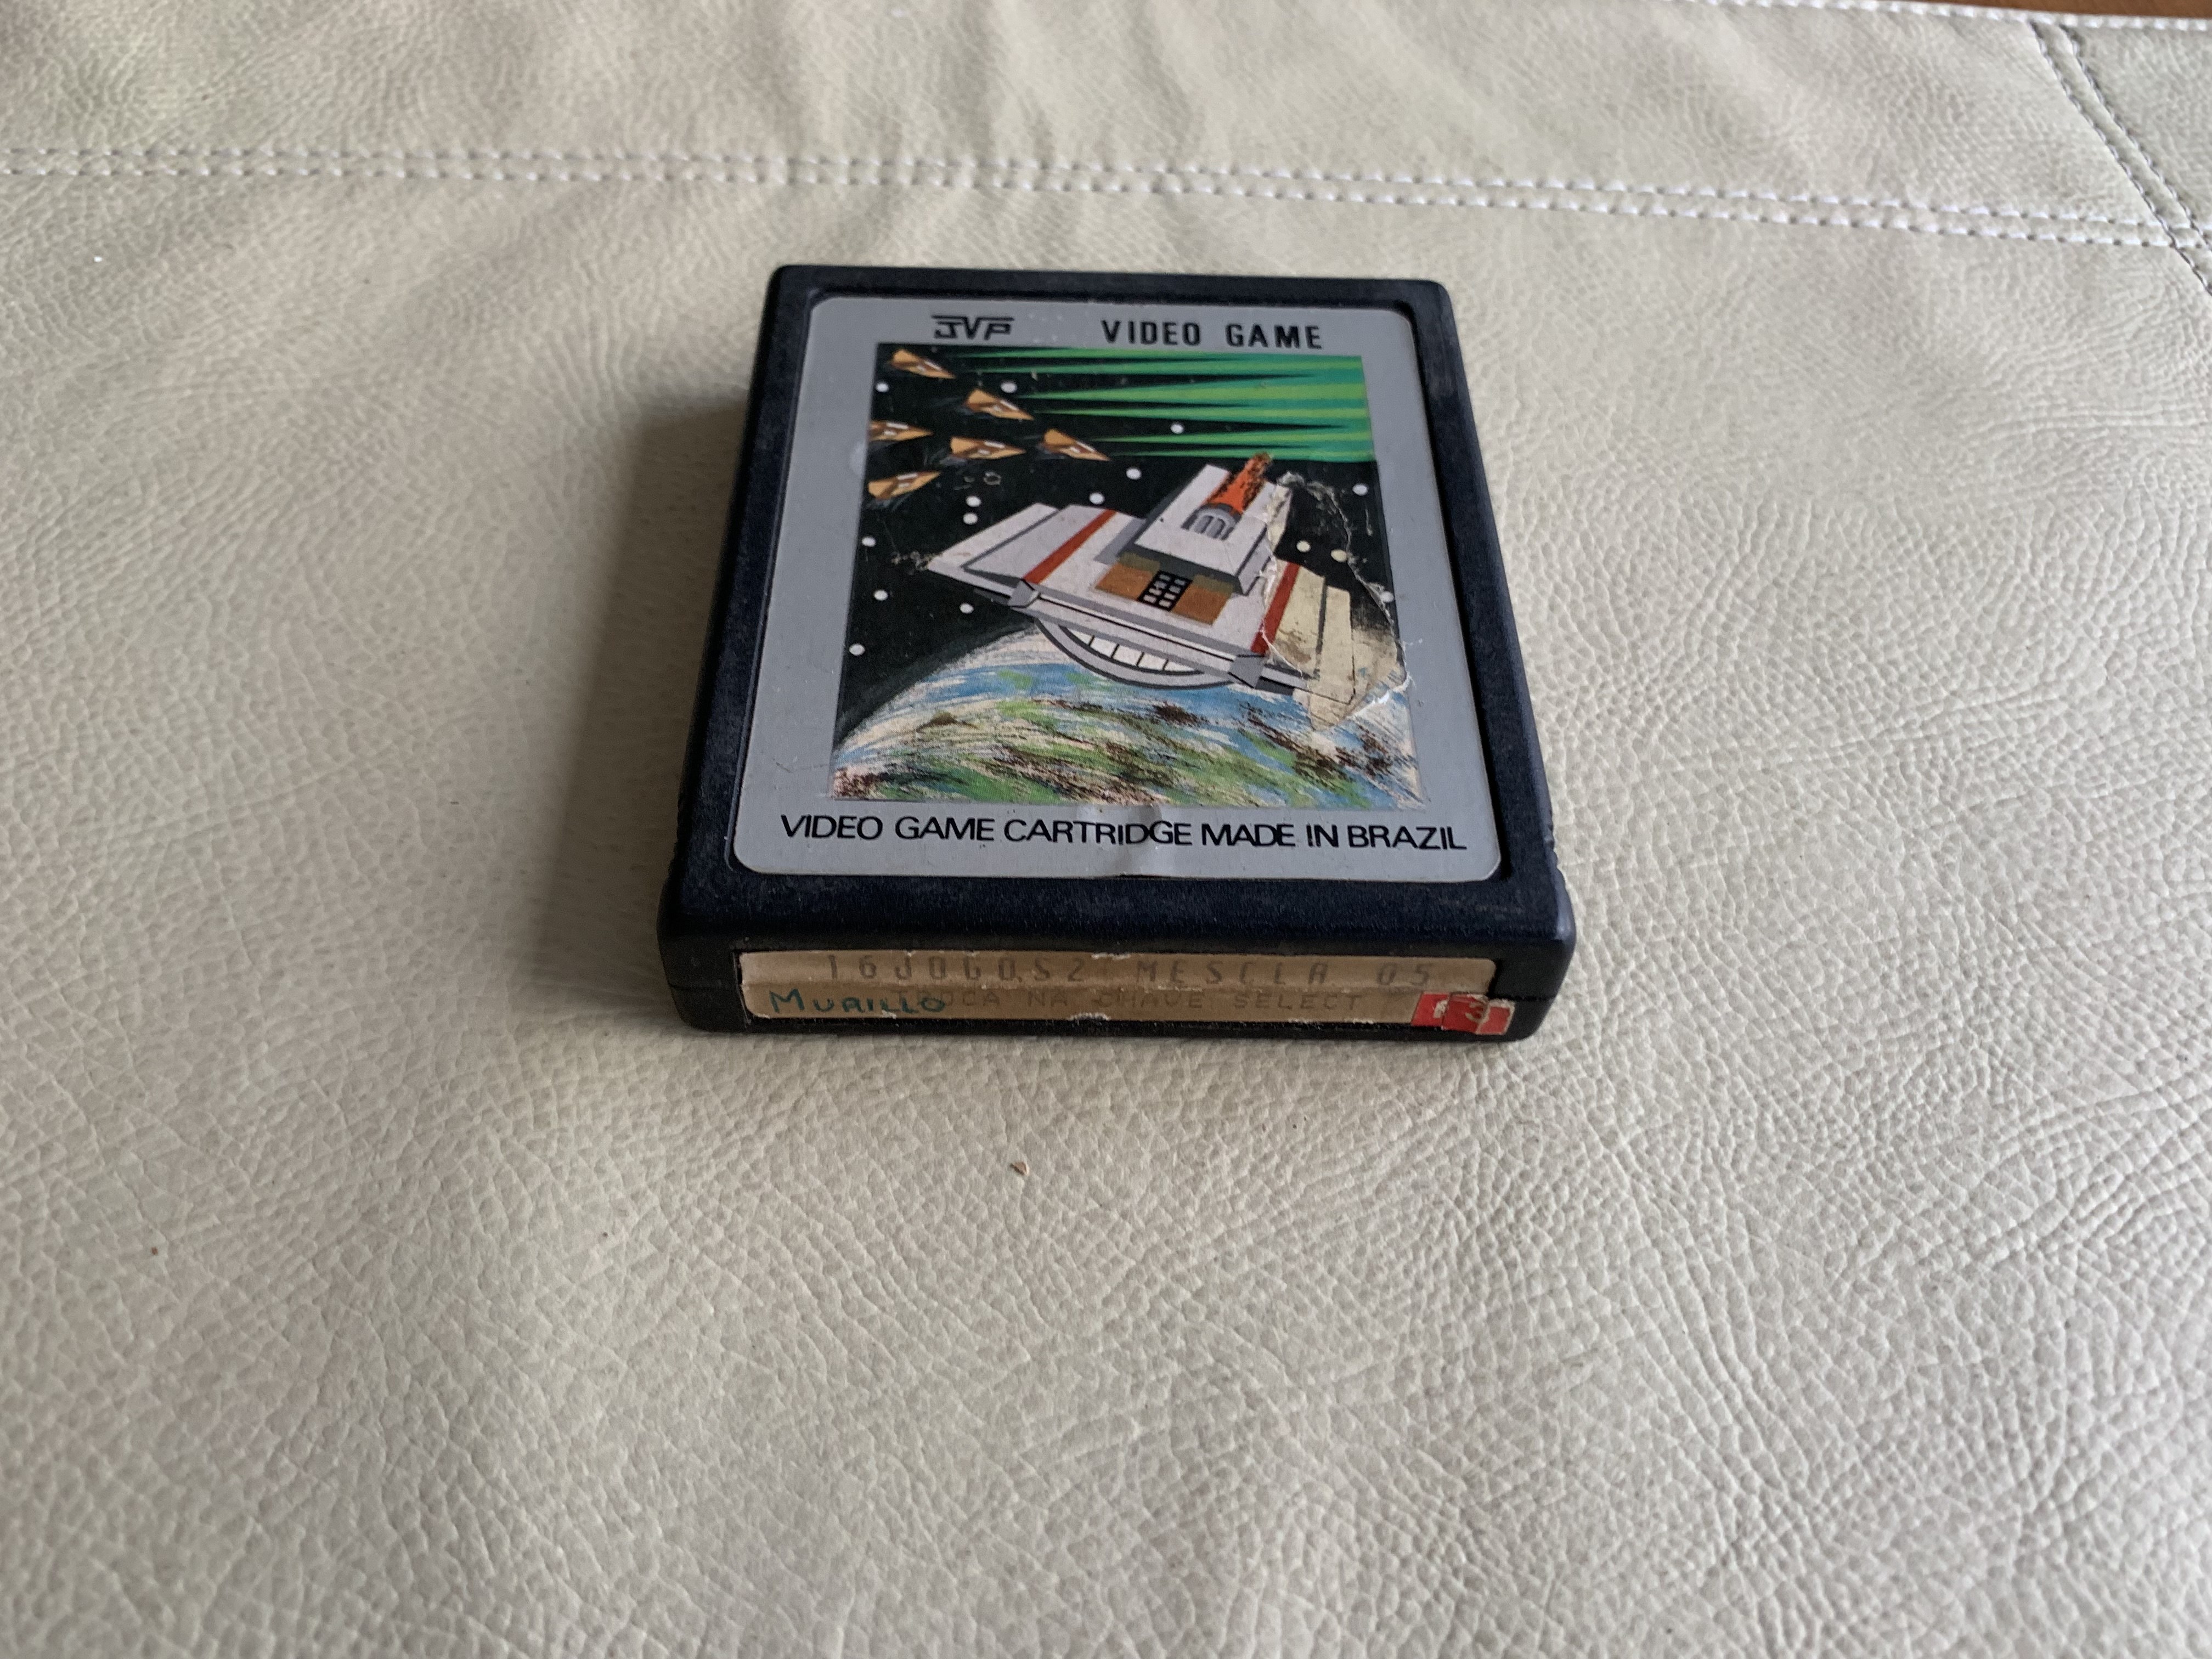 JVP VIDEO GAME
VIDEO GAME CARTRIDGE MADE IN BRAZIL
16JOGOS2 MESCLA 05
MURILLO NA CHAVE SELECT